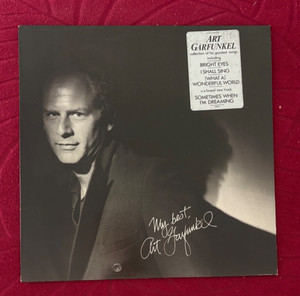 ART
GARFUNKEL
collection of his greatest songs
including
BRIGHT EYES
I SHALL SING
(WHAT A)
WONDERFUL WORLD
a brand new track
SOMETIMES WHEN
I'M DREAMING
My best,
Art Garfunkel